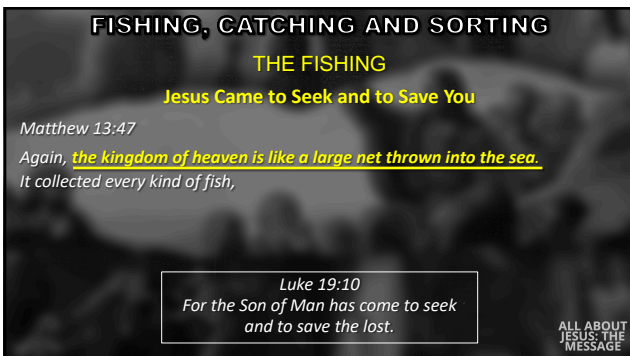 FISHING, CATCHING AND SORTING
THE FISHING
Jesus Came to Seek and to Save You
Matthew 13:47
Again, the kingdom of heaven is like a large net thrown into the sea.
It collected every kind of fish,
Luke 19:10
For the Son of Man has come to seek
and to save the lost.
ALL ABOUT
JESUS: THE
MESSAGE